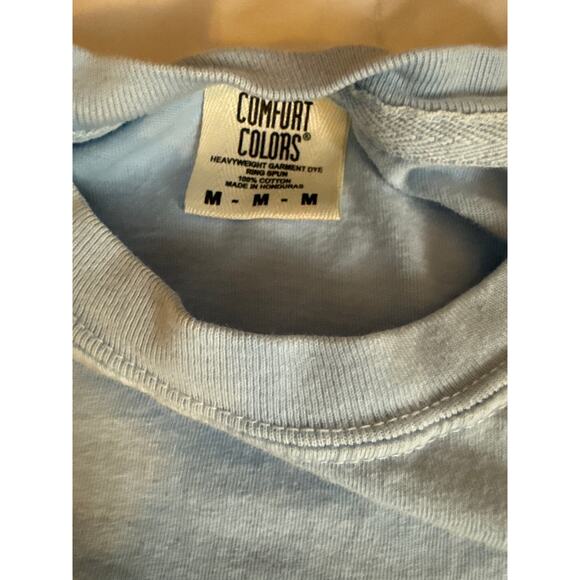 COMFORT
COLORS®
HEAVYWEIGHT GARMENT DYE
RING SPUN
100% COTTON
MADE IN HONDURAS
M - M - M